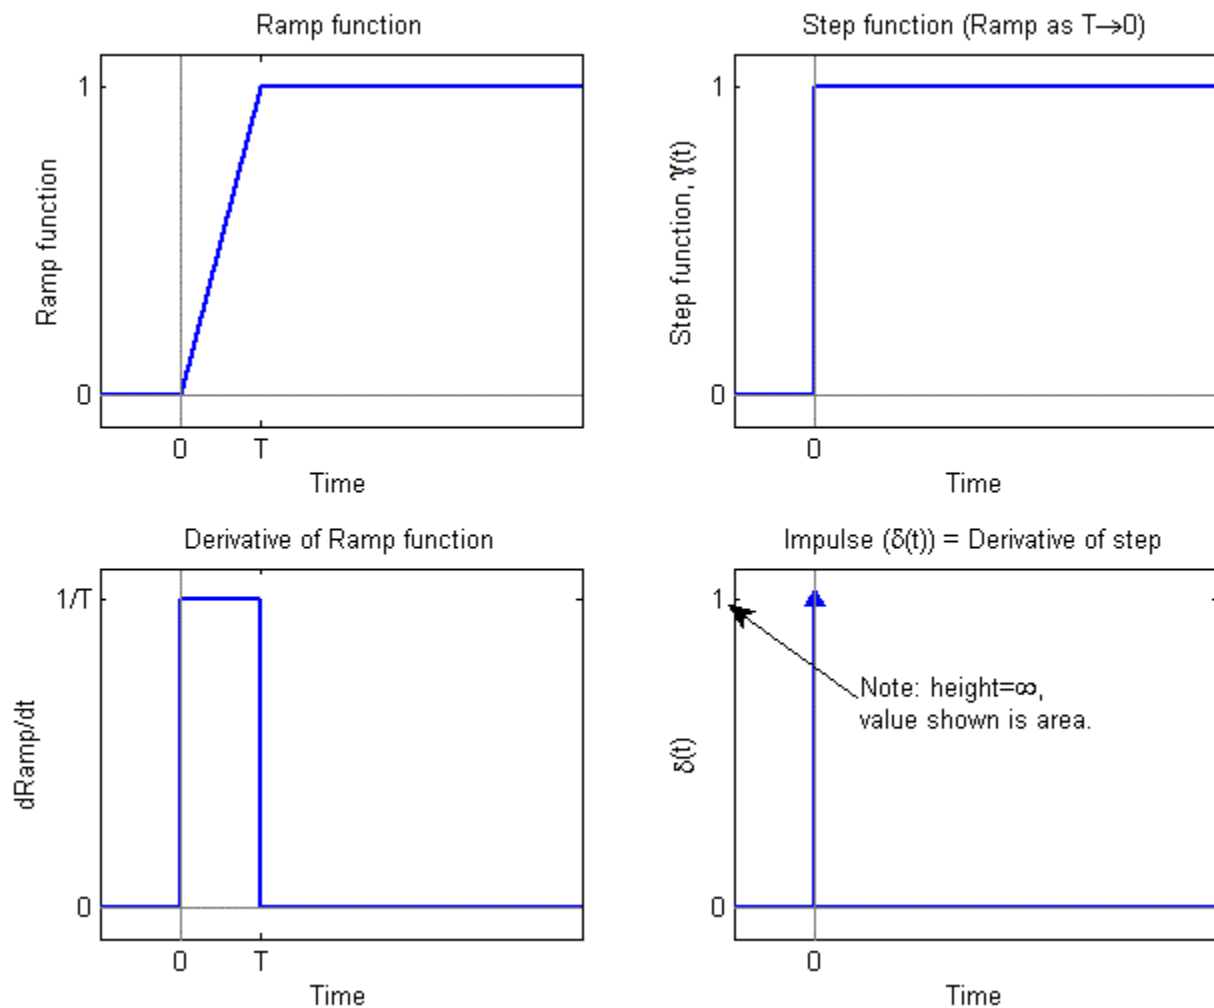 Ramp function
1
Ramp function
0
0 T
Time
Step function (Ramp as T→0)
1
Step function, γ(t)
0
0
Time
Derivative of Ramp function
1/T
dRamp/dt
0
0 T
Time
Impulse (δ(t)) = Derivative of step
1
Note: height=∞,
value shown is area.
δ(t)
0
0
Time